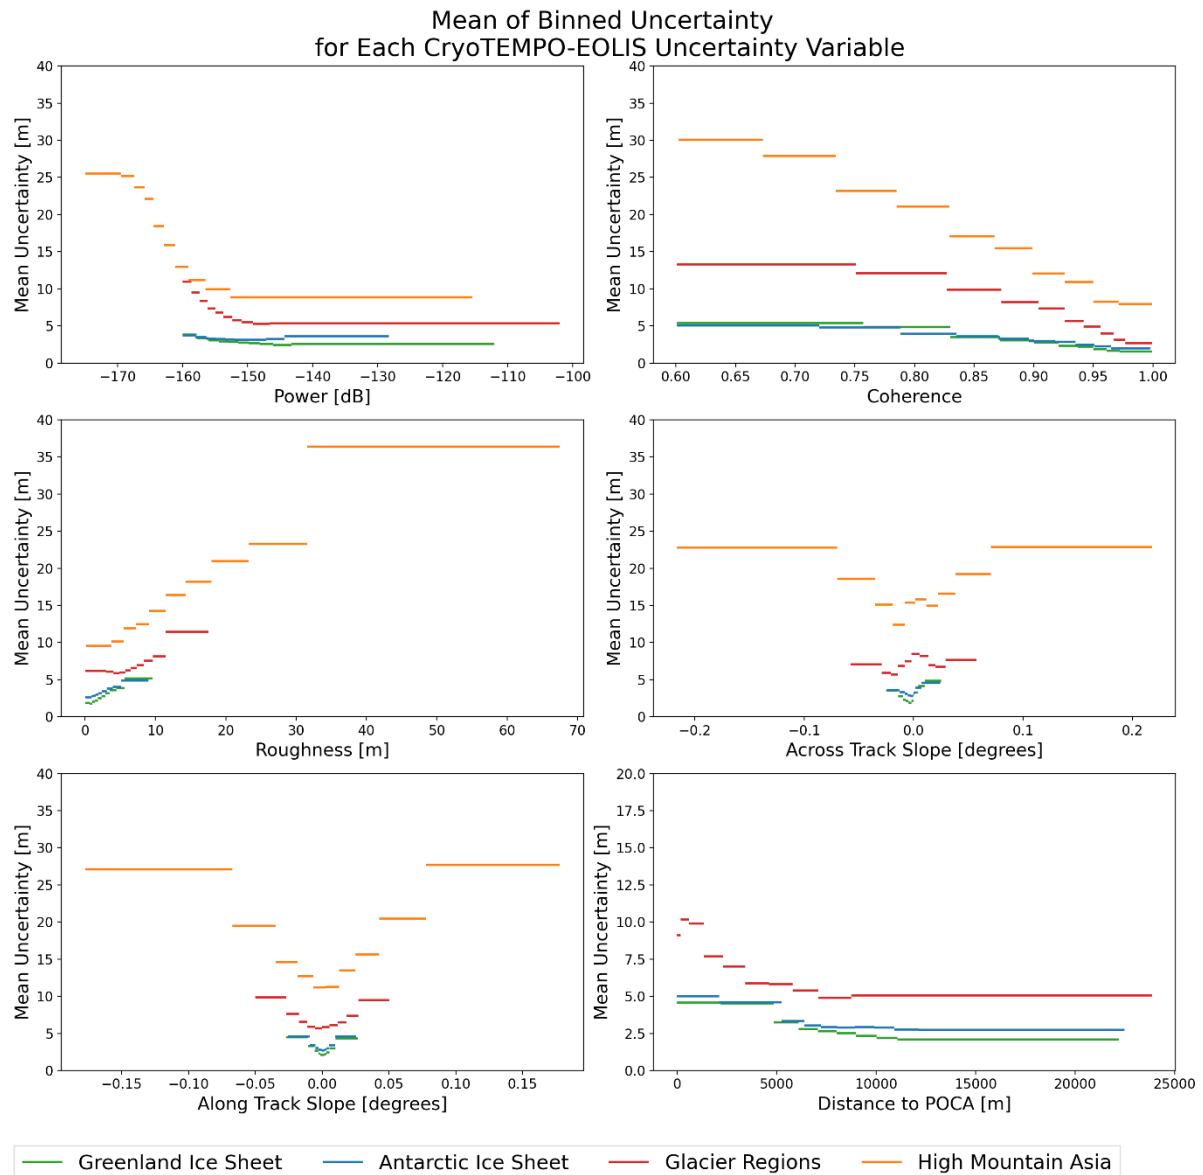 Mean of Binned Uncertainty
for Each CryoTEMPO-EOLIS Uncertainty Variable
Mean Uncertainty [m]
40
35
30
25
20
15
10
5
0
−170 −160 −150 −140 −130 −120 −110 −100
Power [dB]
Mean Uncertainty [m]
40
35
30
25
20
15
10
5
0
0.60 0.65 0.70 0.75 0.80 0.85 0.90 0.95 1.00
Coherence
Mean Uncertainty [m]
40
35
30
25
20
15
10
5
0
0 10 20 30 40 50 60 70
Roughness [m]
Mean Uncertainty [m]
40
35
30
25
20
15
10
5
0
−0.2 −0.1 0.0 0.1 0.2
Across Track Slope [degrees]
Mean Uncertainty [m]
40
35
30
25
20
15
10
5
0
−0.15 −0.10 −0.05 0.00 0.05 0.10 0.15
Along Track Slope [degrees]
Mean Uncertainty [m]
20.0
17.5
15.0
12.5
10.0
7.5
5.0
2.5
0.0
0 5000 10000 15000 20000 25000
Distance to POCA [m]
Greenland Ice Sheet Antarctic Ice Sheet Glacier Regions High Mountain Asia